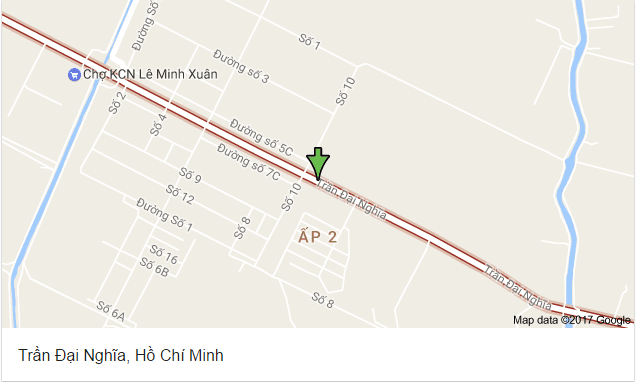 Đường Số
Số 1
Chợ KCN Lê Minh Xuân
Đường số 3
Số 10
Số 2
Số 4
Đường số 5C
Đường số 7C
Số 9
Số 12
Số 10
Trần Đại Nghĩa
Đường Số 1
Số 8
ẤP 2
Số 16
Số 6B
Trần Đại Nghĩa
Số 6A
Số 8
Map data ©2017 Google
Trần Đại Nghĩa, Hồ Chí Minh